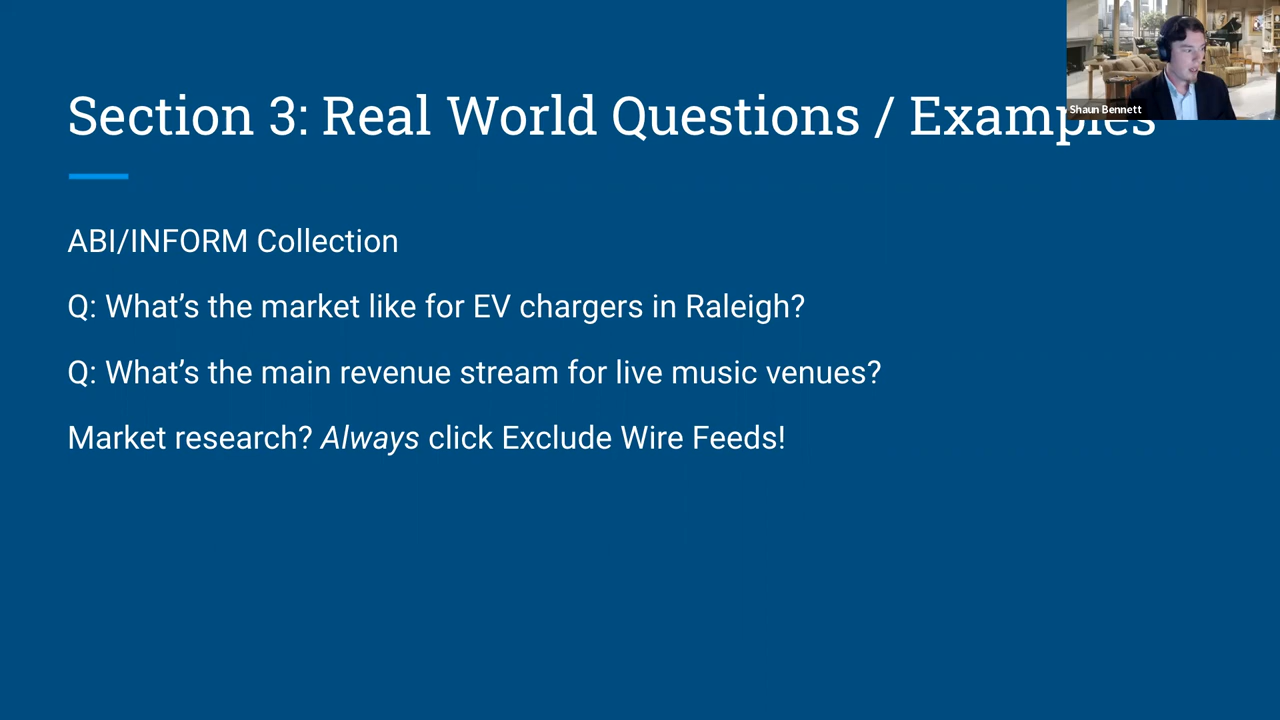 Section 3: Real World Questions / Examples
Shaun Bennett
ABI/INFORM Collection
Q: What’s the market like for EV chargers in Raleigh?
Q: What’s the main revenue stream for live music venues?
Market research? Always click Exclude Wire Feeds!